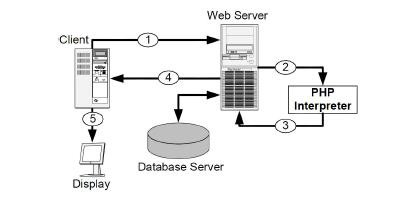 Web Server
Client
1
2
4
PHP
Interpreter
5
3
Database Server
Display